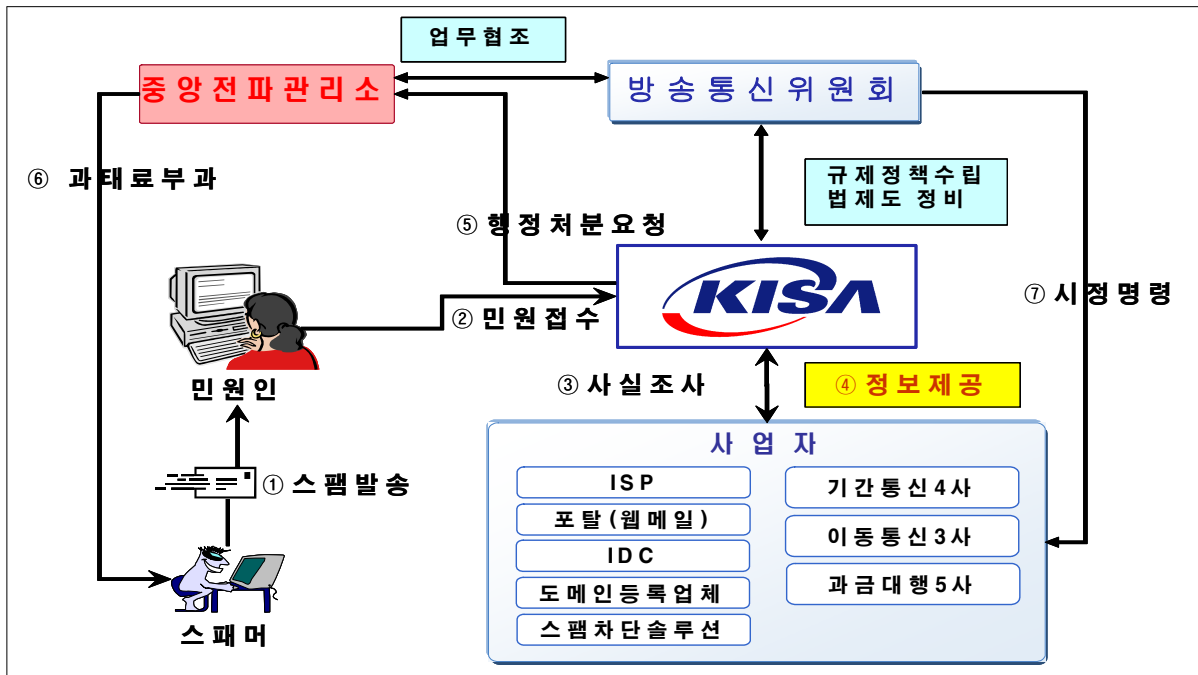 업무협조
중앙전파관리소
방송통신위원회
⑥ 과태료부과
규제정책수립
법제도 정비
⑤ 행정처분요청
KISA
⑦ 시정명령
② 민원접수
민원인
③ 사실조사
④ 정보제공
① 스팸발송
스패머
사업자
ISP
포탈(웹메일)
IDC
도메인등록업체
스팸차단솔루션
기간통신4사
이동통신3사
과금대행5사